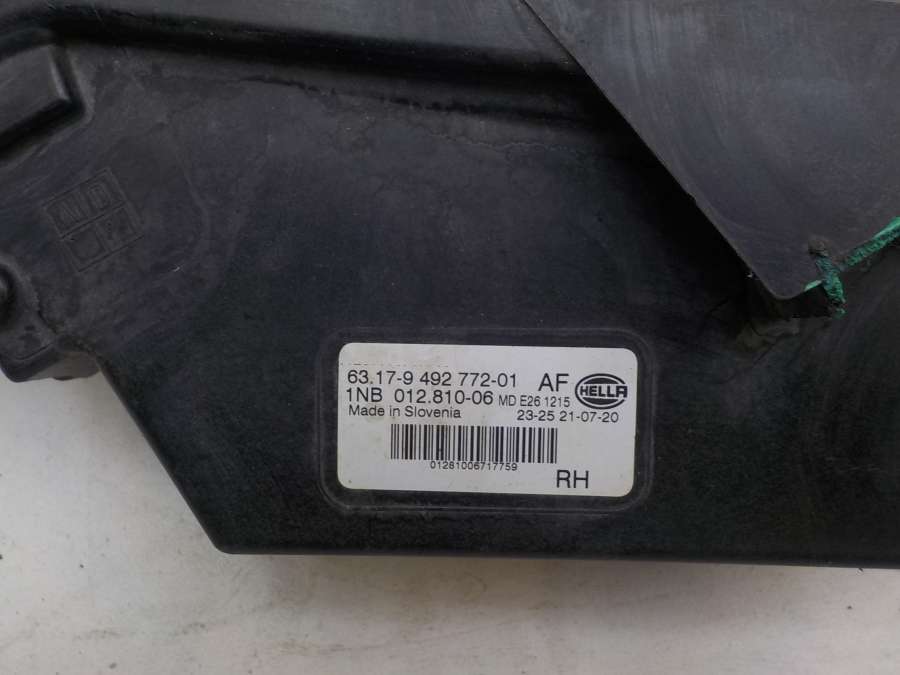 63.17-9 492 772-01 AF HELLA
1NB 012.810-06 MD E26 1215
Made in Slovenia 23-25 21-07-20
01281006717759
RH